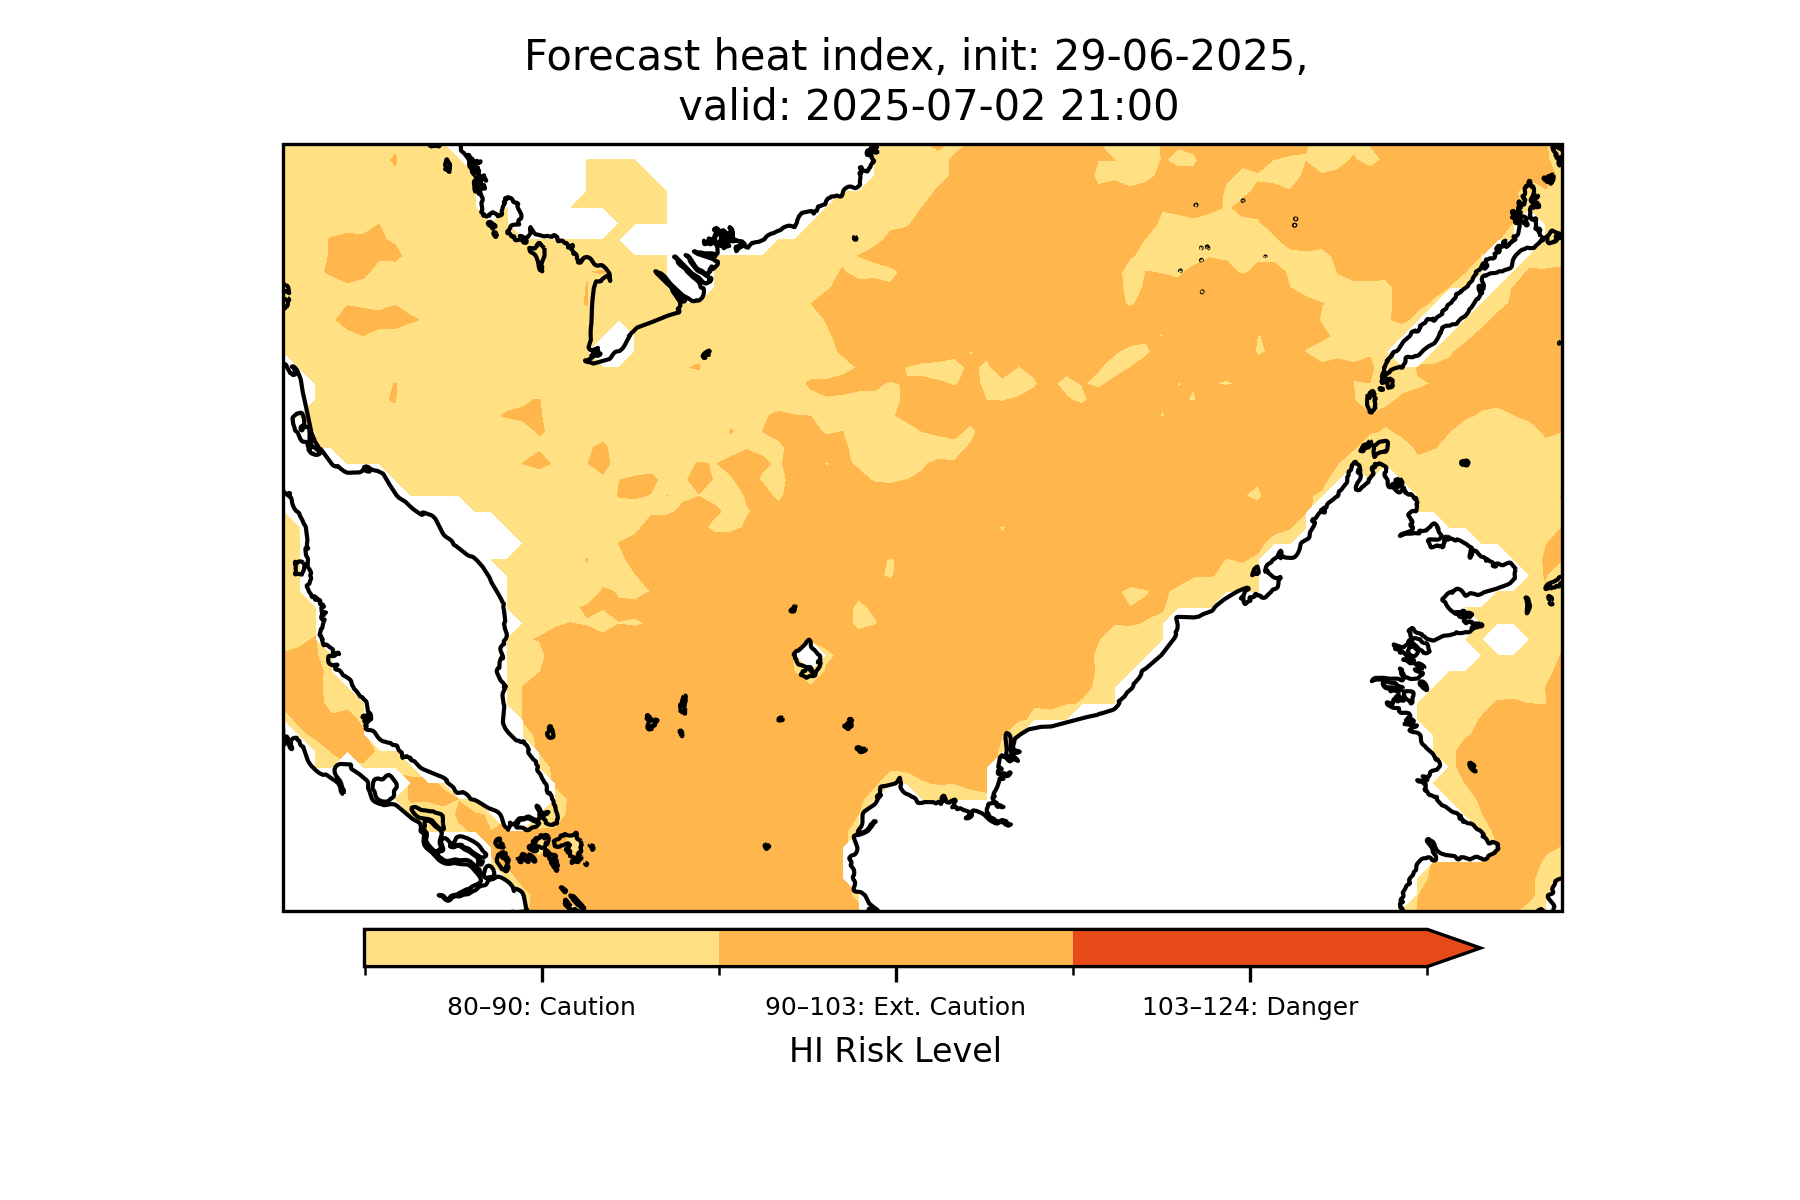 Forecast heat index, init: 29-06-2025,
valid: 2025-07-02 21:00
80–90: Caution
90–103: Ext. Caution
103–124: Danger
HI Risk Level